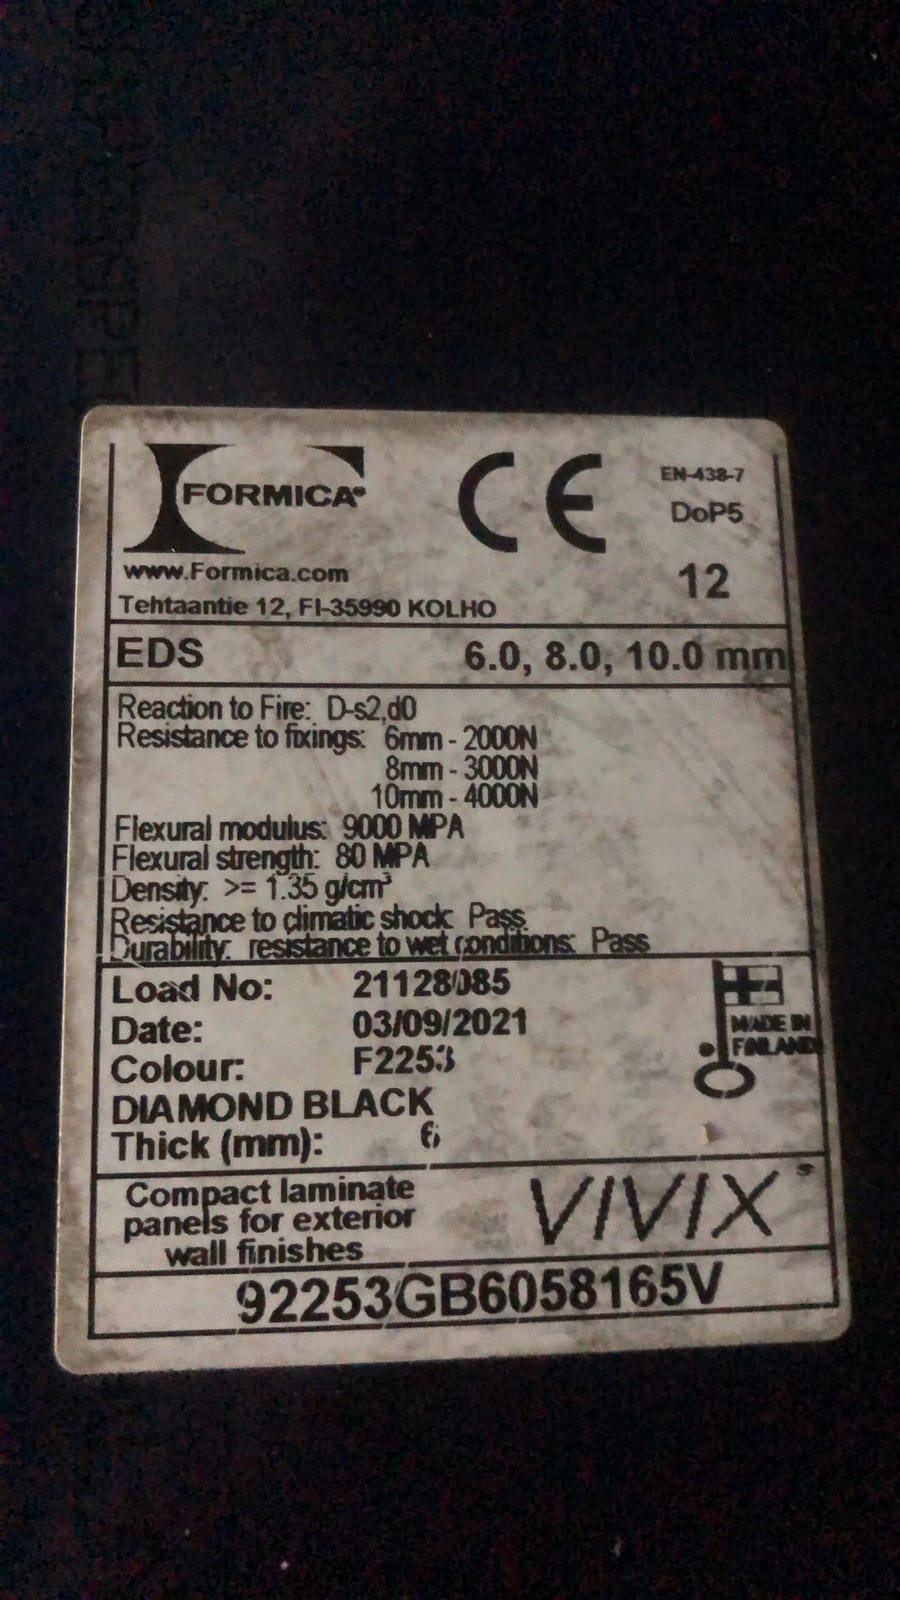 FORMICA®
CE
EN-438-7
DoP5
12
www.Formica.com
Tehtaantie 12, FI-35990 KOLHO
EDS 6.0, 8.0, 10.0 mm
Reaction to Fire: D-s2,d0
Resistance to fixings: 6mm - 2000N
8mm - 3000N
10mm - 4000N
Flexural modulus: 9000 MPA
Flexural strength: 80 MPA
Density: >= 1.35 g/cm³
Resistance to climatic shock: Pass
Durability: resistance to wet conditions: Pass
Load No: 21128085
Date: 03/09/2021
Colour: F2253
DIAMOND BLACK
Thick (mm): 6
MADE IN
FINLAND
Compact laminate
panels for exterior
wall finishes
VIVIX®
92253GB6058165V